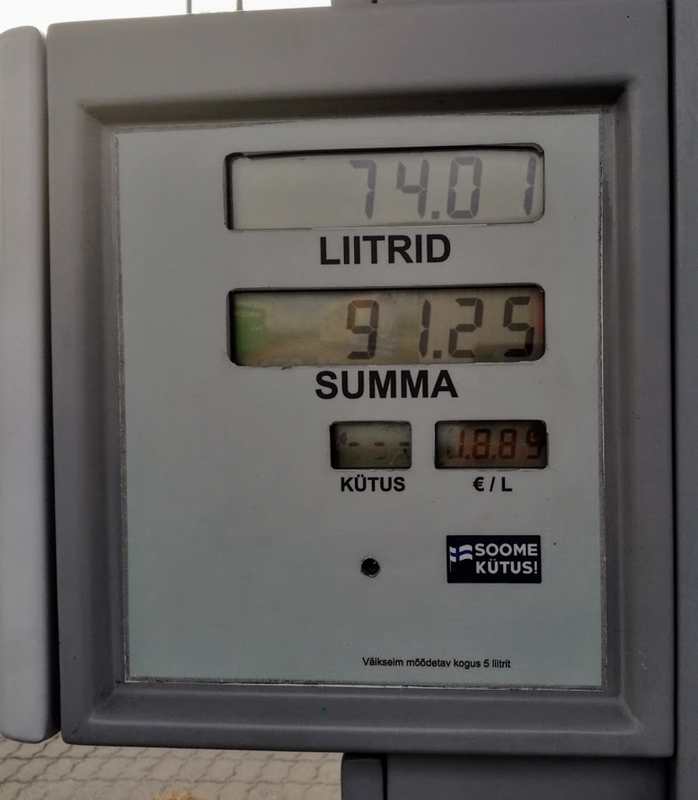 74.01
LIITRID
91.25
SUMMA
--- 1.889
KÜTUS € / L
SOOME
KÜTUS!
Väikseim mõõdetav kogus 5 liitrit